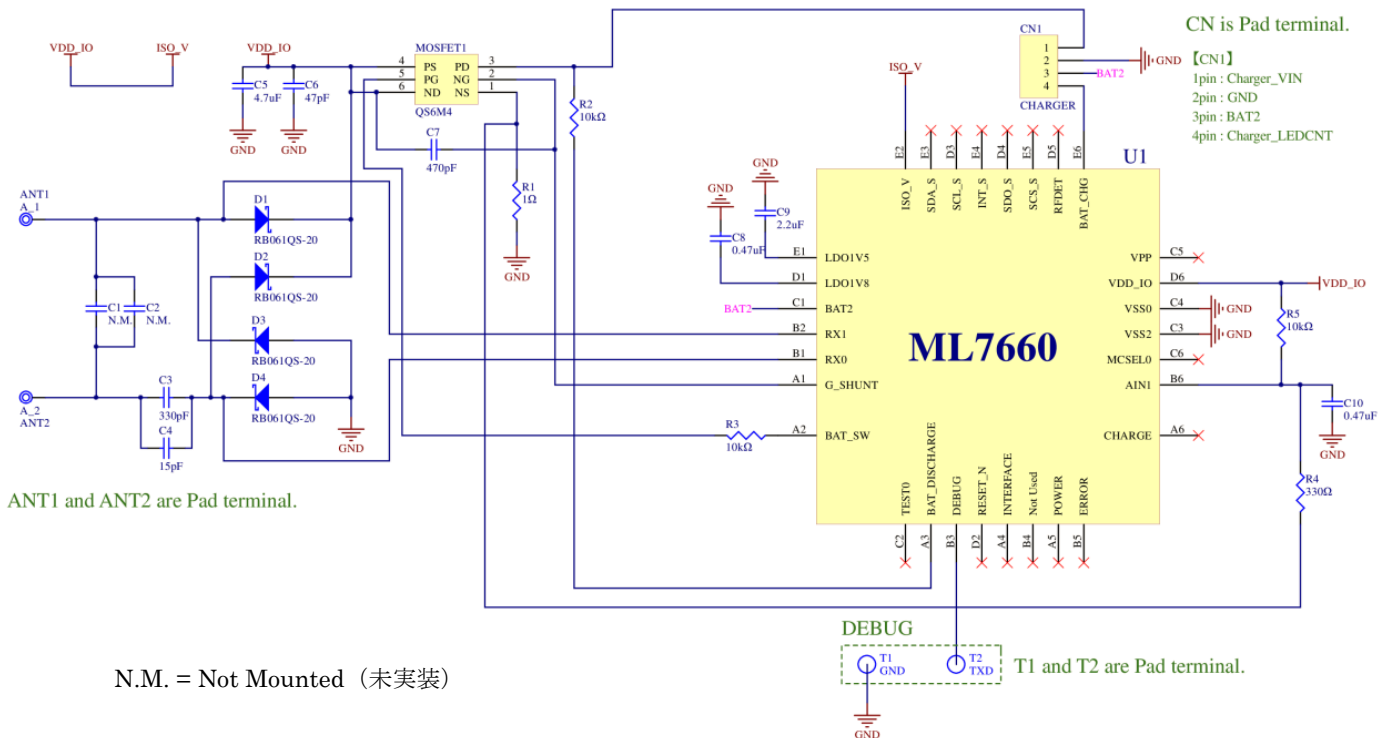 VDD_IO
ISO_V
VDD_IO
C5
4.7uF
GND
C6
47pF
GND
MOSFET1
4 PS PD 3
5 PG NG 2
6 ND NS 1
QS6M4
C7
470pF
R2
10kΩ
R1
1Ω
GND
CN1
1
2
3
4
CHARGER
GND
BAT2
CN is Pad terminal.
【CN1】
1pin : Charger_VIN
2pin : GND
3pin : BAT2
4pin : Charger_LEDCNT
ANT1
A_1
C1
N.M.
C2
N.M.
A_2
ANT2
C3
330pF
C4
15pF
D1
RB061QS-20
D2
RB061QS-20
D3
RB061QS-20
D4
RB061QS-20
GND
ANT1 and ANT2 are Pad terminal.
GND
C8
0.47uF
GND
C9
2.2uF
BAT2
R3
10kΩ
ISO_V
U1
E2 ISO_V
E3 SDA_S
D3 SCL_S
E4 INT_S
D4 SDO_S
E5 SCS_S
D5 RFDET
E6 BAT_CHG
E1 LDO1V5
D1 LDO1V8
C1 BAT2
B2 RX1
B1 RX0
A1 G_SHUNT
A2 BAT_SW
ML7660
VPP C5
VDD_IO D6
VSS0 C4
VSS2 C3
MCSEL0 C6
AIN1 B6
CHARGE A6
C2 TEST0
A3 BAT_DISCHARGE
B3 DEBUG
D2 RESET_N
A4 INTERFACE
B4 Not Used
A5 POWER
B5 ERROR
VDD_IO
GND
GND
R5
10kΩ
C10
0.47uF
GND
R4
330Ω
DEBUG
T1
GND
T2
TXD
T1 and T2 are Pad terminal.
GND
N.M. = Not Mounted（未実装）